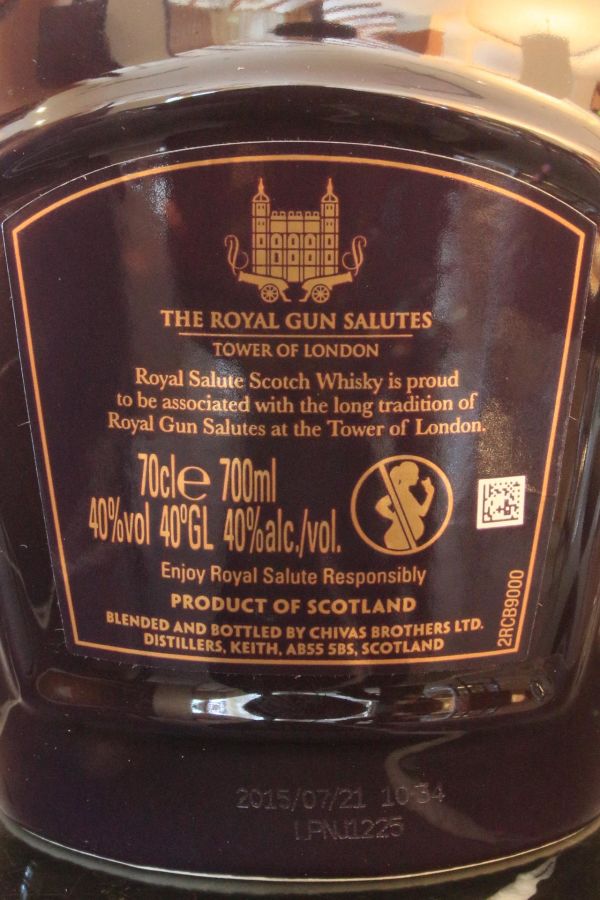 THE ROYAL GUN SALUTES
TOWER OF LONDON
Royal Salute Scotch Whisky is proud
to be associated with the long tradition of
Royal Gun Salutes at the Tower of London.
70cl e 700ml
40%vol 40ºGL 40%alc./vol.
Enjoy Royal Salute Responsibly
PRODUCT OF SCOTLAND
BLENDED AND BOTTLED BY CHIVAS BROTHERS LTD.
DISTILLERS, KEITH, AB55 5BS, SCOTLAND
2RCB9000
2015/07/21 10:34
LPNJ1225